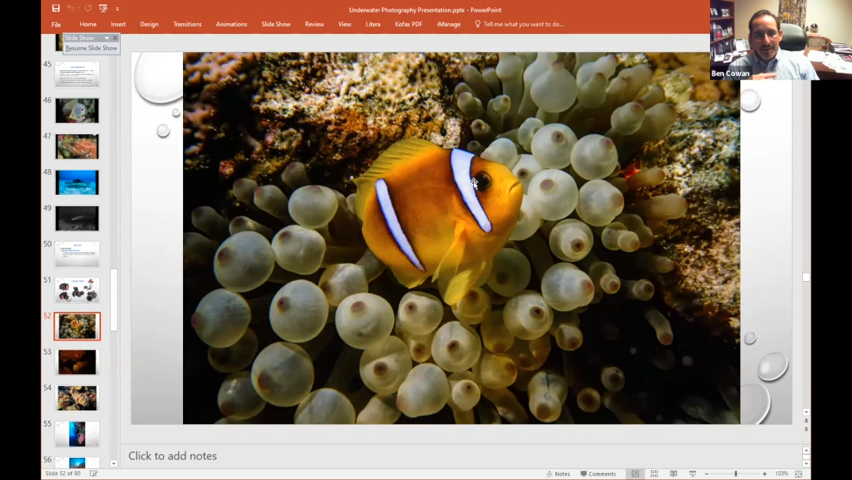 Underwater Photography Presentation.pptx - PowerPoint
File Home Insert Design Transitions Animations Slide Show Review View Litera Kofax PDF iManage Tell me what you want to do...
Slide Show
Resume Slide Show
Ben Cowan
45
46
47
48
49
50
51
52
53
54
55
56
Click to add notes
Slide 52 of 80
Notes Comments 103%